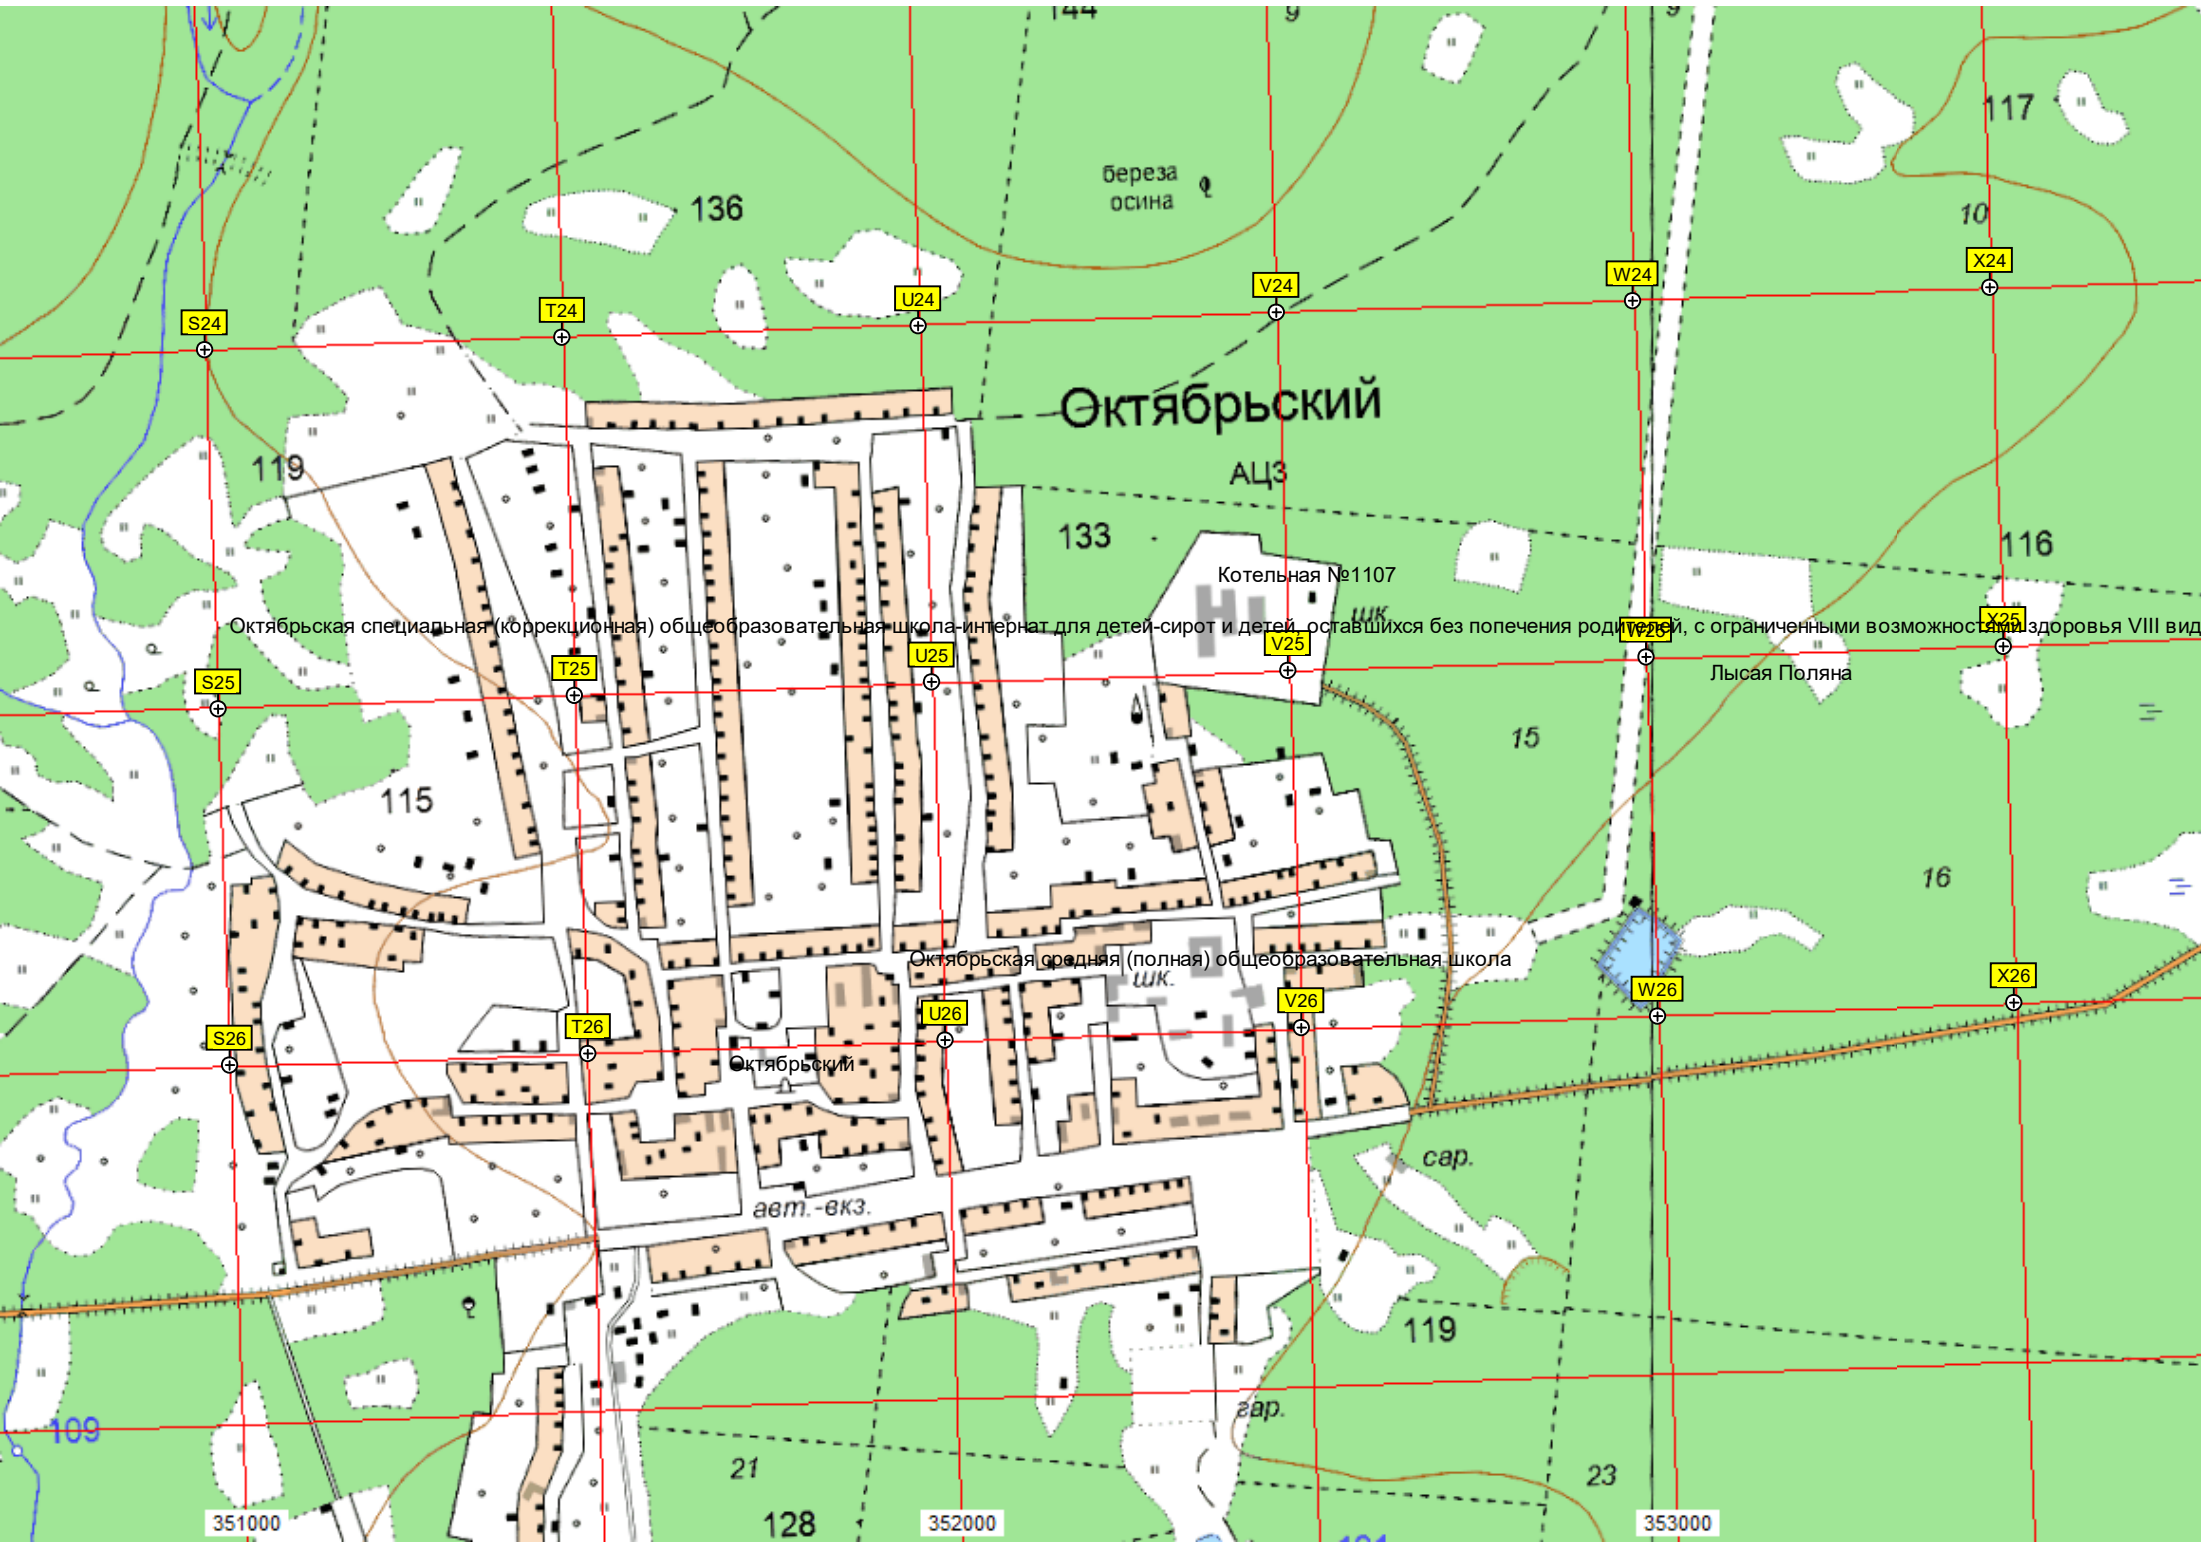 144
9
9
117
береза
осина
136
10
X24
W24
V24
U24
T24
S24
Октябрьский
АЦЗ
119
133
116
Котельная №1107
шк.
Октябрьская специальная (коррекционная) общеобразовательная школа-интернат для детей-сирот и детей, оставшихся без попечения родителей, с ограниченными возможностями здоровья VIII вид
X25
W25
V25
U25
T25
S25
Лысая Поляна
15
115
16
Октябрьская средняя (полная) общеобразовательная школа
шк.
X26
W26
V26
U26
T26
S26
Октябрьский
сар.
авт.-вкз.
119
гар.
109
21
23
128
351000
352000
353000